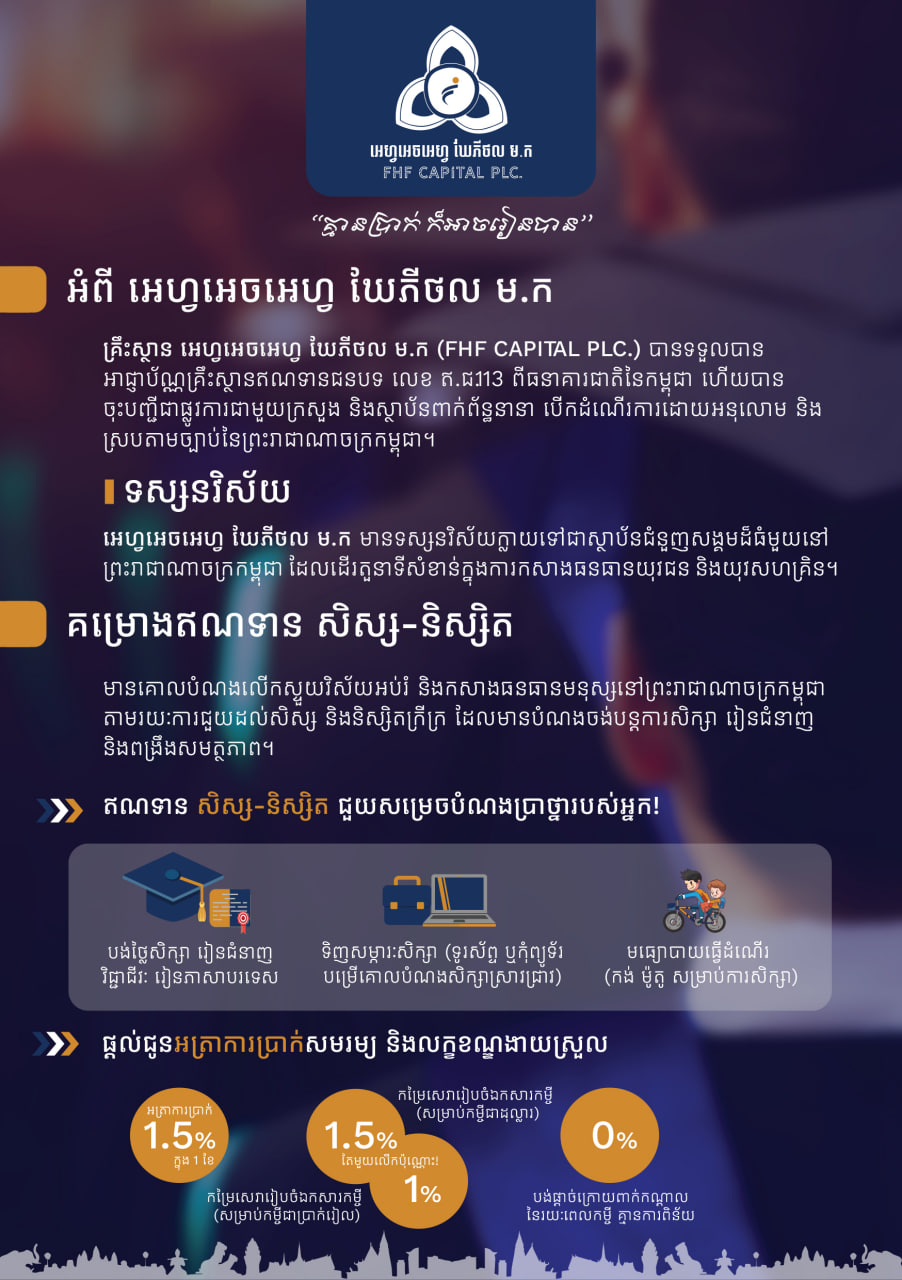 អេហ្វអេចអេហ្វ ឃែភីថល ម.ក
FHF CAPITAL PLC.
“គ្មានប្រាក់ ក៏អាចរៀនបាន”
អំពី អេហ្វអេចអេហ្វ ឃែភីថល ម.ក
គ្រឹះស្ថាន អេហ្វអេចអេហ្វ ឃែភីថល ម.ក (FHF CAPITAL PLC.) បានទទួលបាន
អាជ្ញាប័ណ្ណគ្រឹះស្ថានឥណទានជនបទ លេខ ឥ.ជ113 ពីធនាគារជាតិនៃកម្ពុជា ហើយបាន
ចុះបញ្ជីជាផ្លូវការជាមួយក្រសួង និងស្ថាប័នពាក់ព័ន្ធនានា បើកដំណើរការដោយអនុលោម និង
ស្របតាមច្បាប់នៃព្រះរាជាណាចក្រកម្ពុជា។
ទស្សនវិស័យ
អេហ្វអេចអេហ្វ ឃែភីថល ម.ក មានទស្សនវិស័យក្លាយទៅជាស្ថាប័នជំនួញសង្គមដ៏ធំមួយនៅ
ព្រះរាជាណាចក្រកម្ពុជា ដែលដើរតួនាទីសំខាន់ក្នុងការកសាងធនធានយុវជន និងយុវសហគ្រិន។
គម្រោងឥណទាន សិស្ស-និស្សិត
មានគោលបំណងលើកស្ទួយវិស័យអប់រំ និងកសាងធនធានមនុស្សនៅព្រះរាជាណាចក្រកម្ពុជា
តាមរយៈការជួយដល់សិស្ស និងនិស្សិតក្រីក្រ ដែលមានបំណងចង់បន្តការសិក្សា រៀនជំនាញ
និងពង្រឹងសមត្ថភាព។
ឥណទាន សិស្ស-និស្សិត ជួយសម្រេចបំណងប្រាថ្នារបស់អ្នក!
បង់ថ្លៃសិក្សា រៀនជំនាញ
វិជ្ជាជីវៈ រៀនភាសាបរទេស
ទិញសម្ភារៈសិក្សា (ទូរស័ព្ទ ឬកុំព្យូទ័រ
បម្រើគោលបំណងសិក្សាស្រាវជ្រាវ)
មធ្យោបាយធ្វើដំណើរ
(កង់ ម៉ូតូ សម្រាប់ការសិក្សា)
ផ្តល់ជូនអត្រាការប្រាក់សមរម្យ និងលក្ខខណ្ឌងាយស្រួល
អត្រាការប្រាក់
1.5%
ក្នុង 1 ខែ
កម្រៃសេវារៀបចំឯកសារកម្ចី
(សម្រាប់កម្ចីជាដុល្លារ)
1.5%
តែមួយលើកប៉ុណ្ណោះ!
1%
កម្រៃសេវារៀបចំឯកសារកម្ចី
(សម្រាប់កម្ចីជាប្រាក់រៀល)
0%
បង់ផ្តាច់ក្រោយពាក់កណ្តាល
នៃរយៈពេលកម្ចី គ្មានការពិន័យ